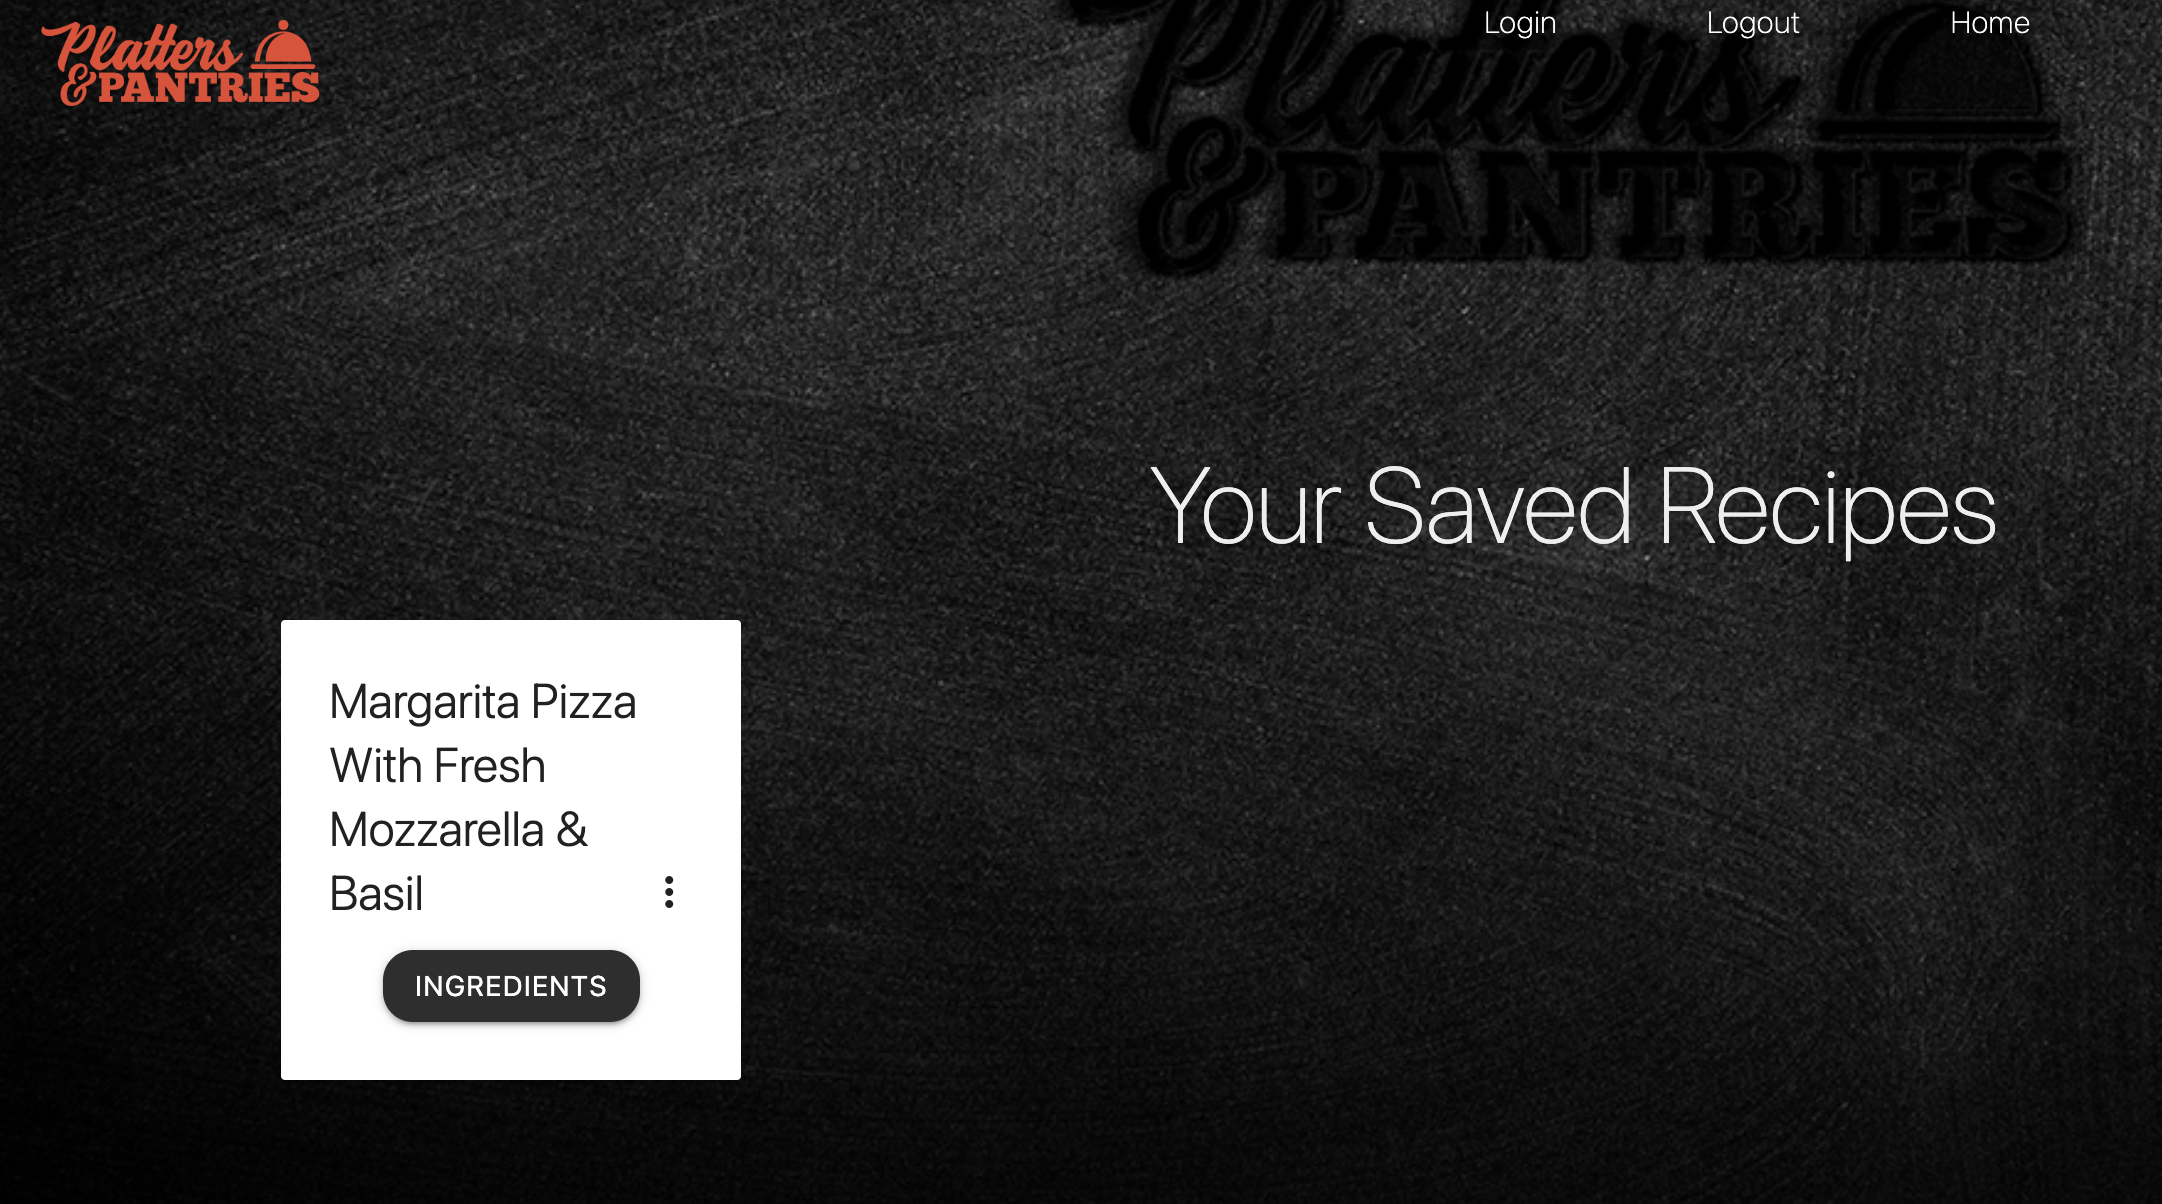 Platters
& PANTRIES
Login Logout Home
Platters
& PANTRIES
Your Saved Recipes
Margarita Pizza
With Fresh
Mozzarella &
Basil
INGREDIENTS